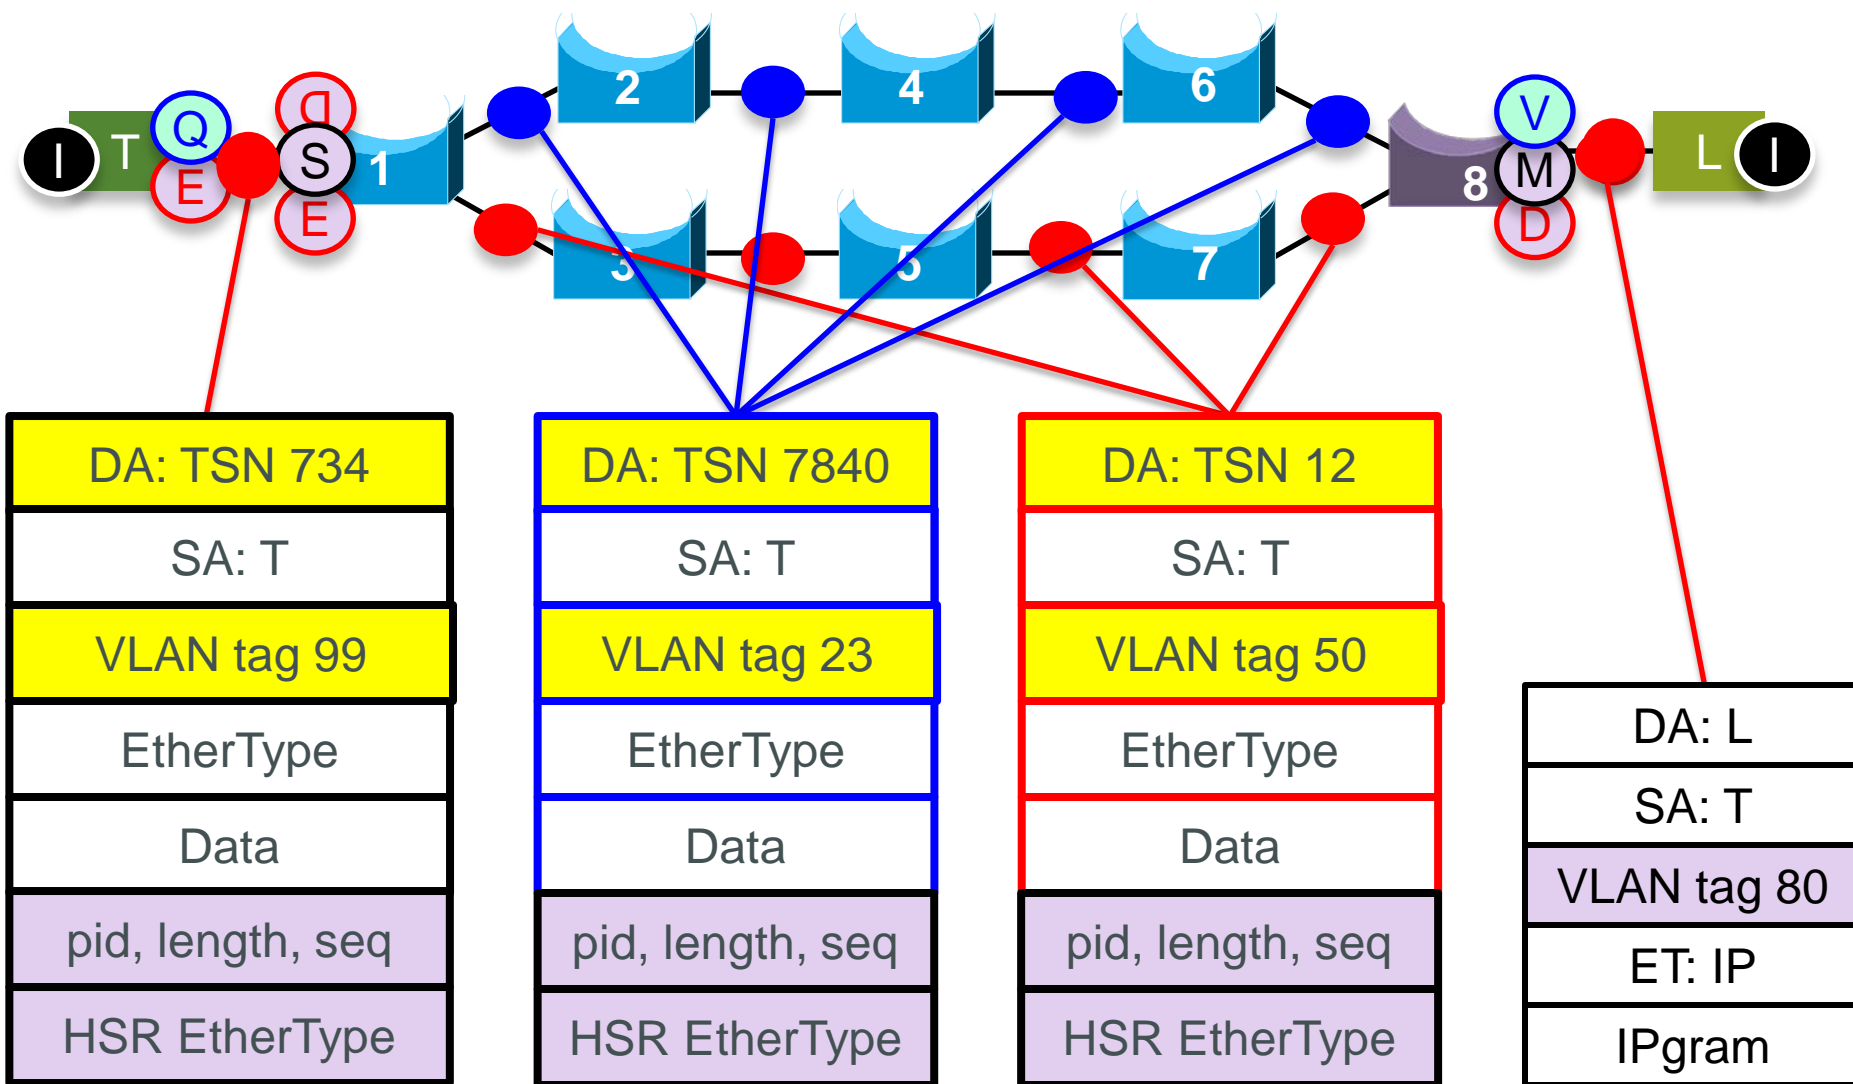 2
4
6
D
V
Q
I
T
S
1
L
I
M
8
E
E
D
3
5
7
DA: TSN 734
SA: T
VLAN tag 99
EtherType
Data
pid, length, seq
HSR EtherType
DA: TSN 7840
SA: T
VLAN tag 23
EtherType
Data
pid, length, seq
HSR EtherType
DA: TSN 12
SA: T
VLAN tag 50
EtherType
Data
pid, length, seq
HSR EtherType
DA: L
SA: T
VLAN tag 80
ET: IP
IPgram